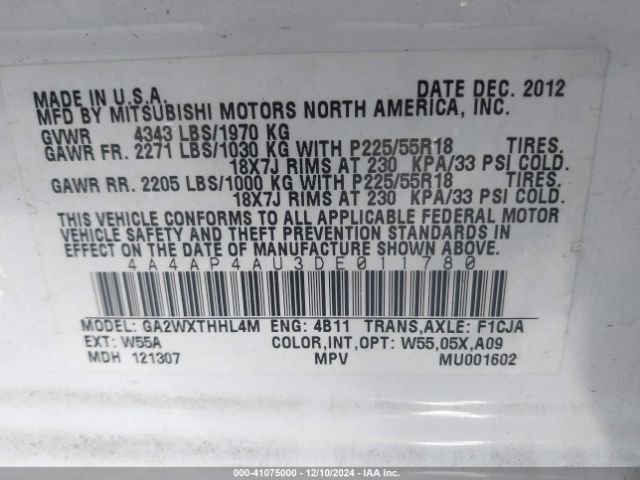 MADE IN U.S.A. DATE DEC. 2012
MFD BY MITSUBISHI MOTORS NORTH AMERICA, INC.
GVWR 4343 LBS/1970 KG
GAWR FR. 2271 LBS/1030 KG WITH P225/55R18 TIRES.
18X7J RIMS AT 230 KPA/33 PSI COLD.
GAWR RR. 2205 LBS/1000 KG WITH P225/55R18 TIRES.
18X7J RIMS AT 230 KPA/33 PSI COLD.
THIS VEHICLE CONFORMS TO ALL APPLICABLE FEDERAL MOTOR
VEHICLE SAFETY AND THEFT PREVENTION STANDARDS IN
EFFECT ON THE DATE OF MANUFACTURE SHOWN ABOVE.
4A4AP4AU3DE011780
MODEL: GA2WXTHHL4M ENG: 4B11 TRANS,AXLE: F1CJA
EXT: W55A COLOR,INT,OPT: W55,05X,A09
MDH 121307 MPV MU001602
000-41075000 - 12/10/2024 - IAA Inc.